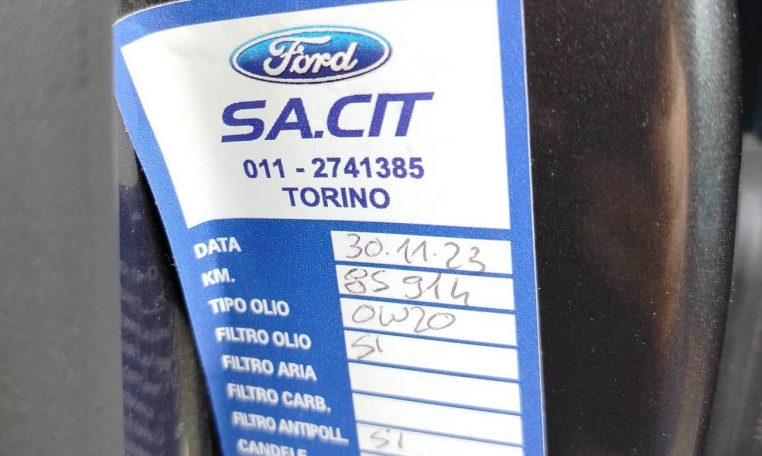 Ford
SA.CIT
011 - 2741385
TORINO
DATA 30.11.23
KM. 85914
TIPO OLIO 0W20
FILTRO OLIO SI
FILTRO ARIA
FILTRO CARB.
FILTRO ANTIPOLL. SI
CANDELE